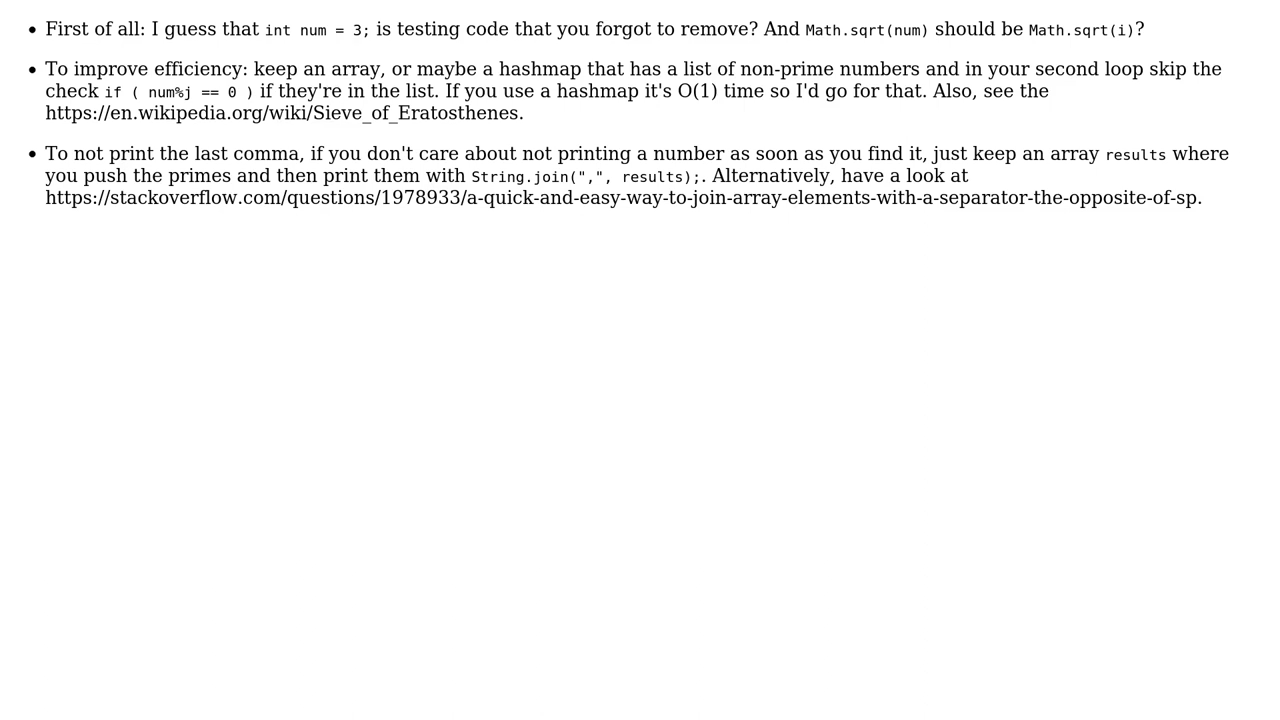 • First of all: I guess that int num = 3; is testing code that you forgot to remove? And Math.sqrt(num) should be Math.sqrt(i)?
• To improve efficiency: keep an array, or maybe a hashmap that has a list of non-prime numbers and in your second loop skip the
check if ( num%j == 0 ) if they're in the list. If you use a hashmap it's O(1) time so I'd go for that. Also, see the
https://en.wikipedia.org/wiki/Sieve_of_Eratosthenes.
• To not print the last comma, if you don't care about not printing a number as soon as you find it, just keep an array results where
you push the primes and then print them with String.join(",", results);. Alternatively, have a look at
https://stackoverflow.com/questions/1978933/a-quick-and-easy-way-to-join-array-elements-with-a-separator-the-opposite-of-sp.